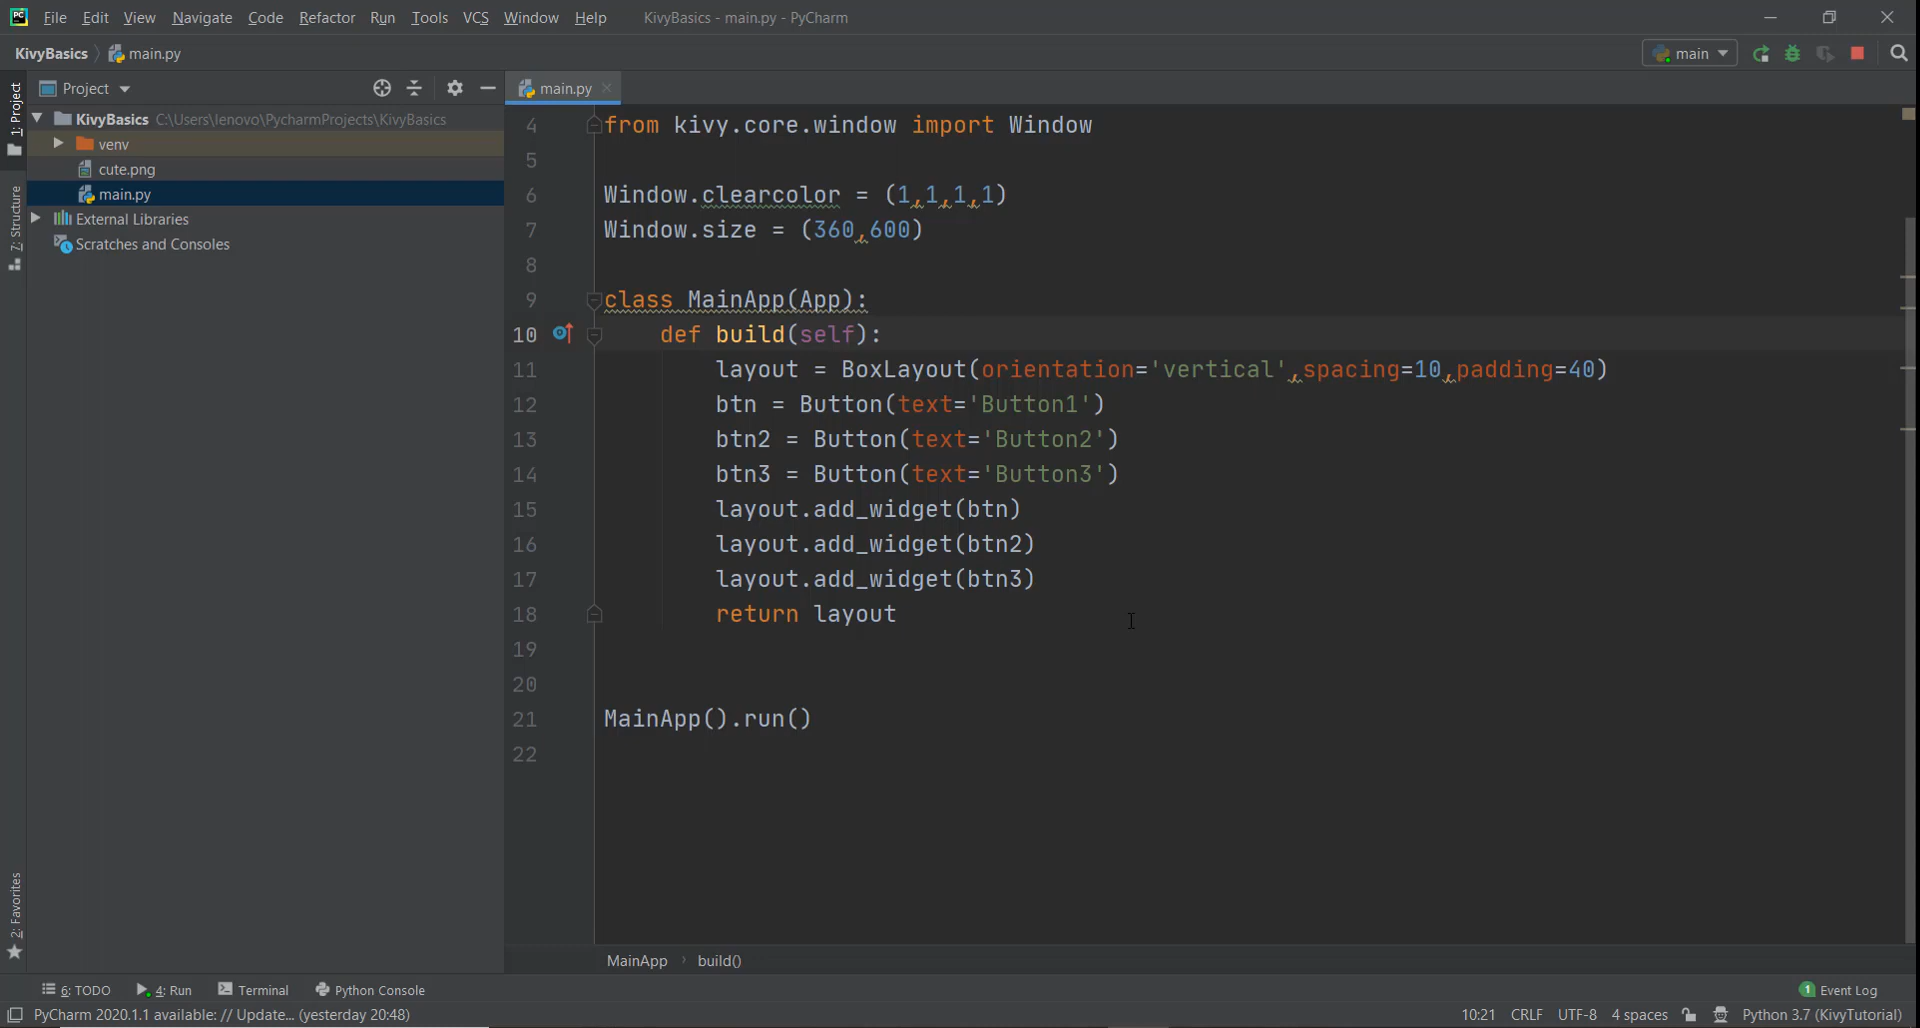 PC File Edit View Navigate Code Refactor Run Tools VCS Window Help KivyBasics - main.py - PyCharm
KivyBasics main.py main
1: Project
7: Structure
2: Favorites
Project
KivyBasics C:\Users\lenovo\PycharmProjects\KivyBasics
venv
cute.png
main.py
External Libraries
Scratches and Consoles
main.py
4 from kivy.core.window import Window
5
6 Window.clearcolor = (1,1,1,1)
7 Window.size = (360,600)
8
9 class MainApp(App):
10 def build(self):
11 layout = BoxLayout(orientation='vertical',spacing=10,padding=40)
12 btn = Button(text='Button1')
13 btn2 = Button(text='Button2')
14 btn3 = Button(text='Button3')
15 layout.add_widget(btn)
16 layout.add_widget(btn2)
17 layout.add_widget(btn3)
18 return layout
19
20
21 MainApp().run()
22
MainApp build()
6: TODO 4: Run Terminal Python Console 1 Event Log
PyCharm 2020.1.1 available: // Update... (yesterday 20:48) 10:21 CRLF UTF-8 4 spaces Python 3.7 (KivyTutorial)